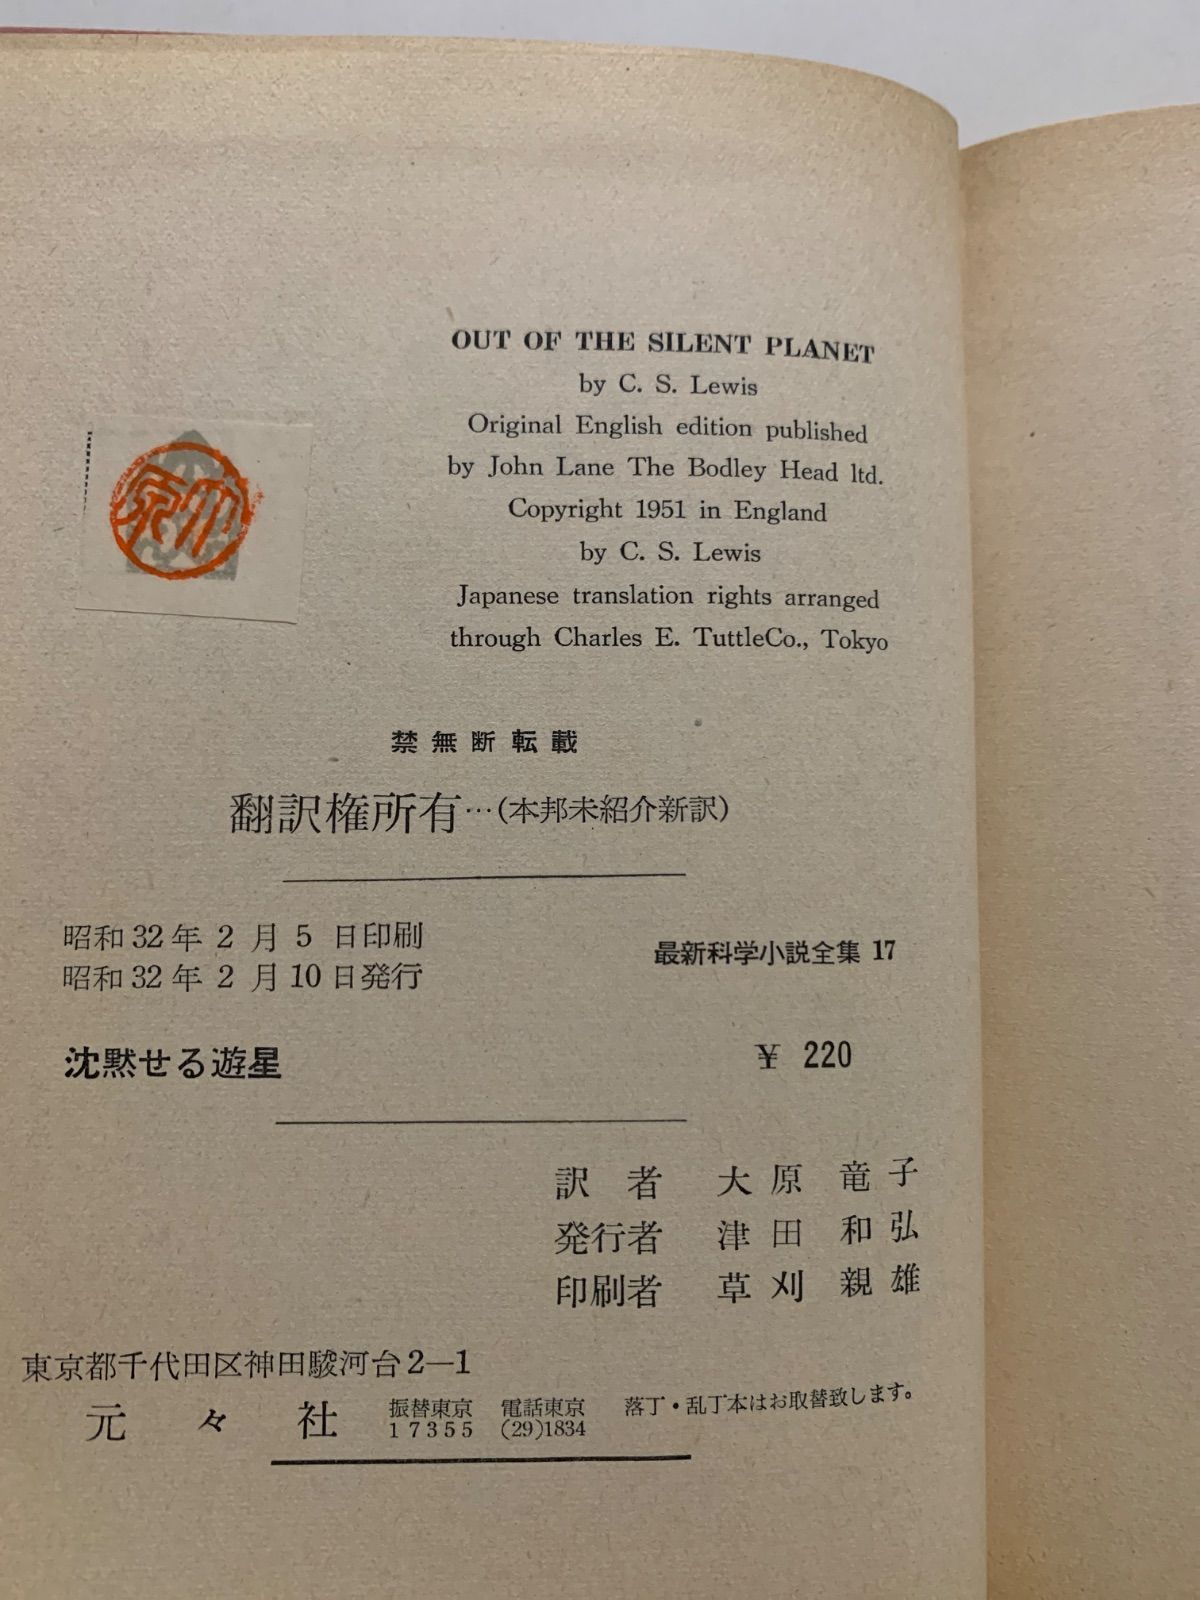 OUT OF THE SILENT PLANET
by C. S. Lewis
Original English edition published
by John Lane The Bodley Head ltd.
Copyright 1951 in England
by C. S. Lewis
Japanese translation rights arranged
through Charles E. TuttleCo., Tokyo
禁無断転載
翻訳権所有…(本邦未紹介新訳)
昭和32年2月5日印刷
昭和32年2月10日発行
最新科学小説全集 17
沈黙せる遊星
¥ 220
訳者 大原竜子
発行者 津田和弘
印刷者 草刈親雄
東京都千代田区神田駿河台2—1
元々社
振替東京 電話東京
17355 (29)1834
落丁・乱丁本はお取替致します。